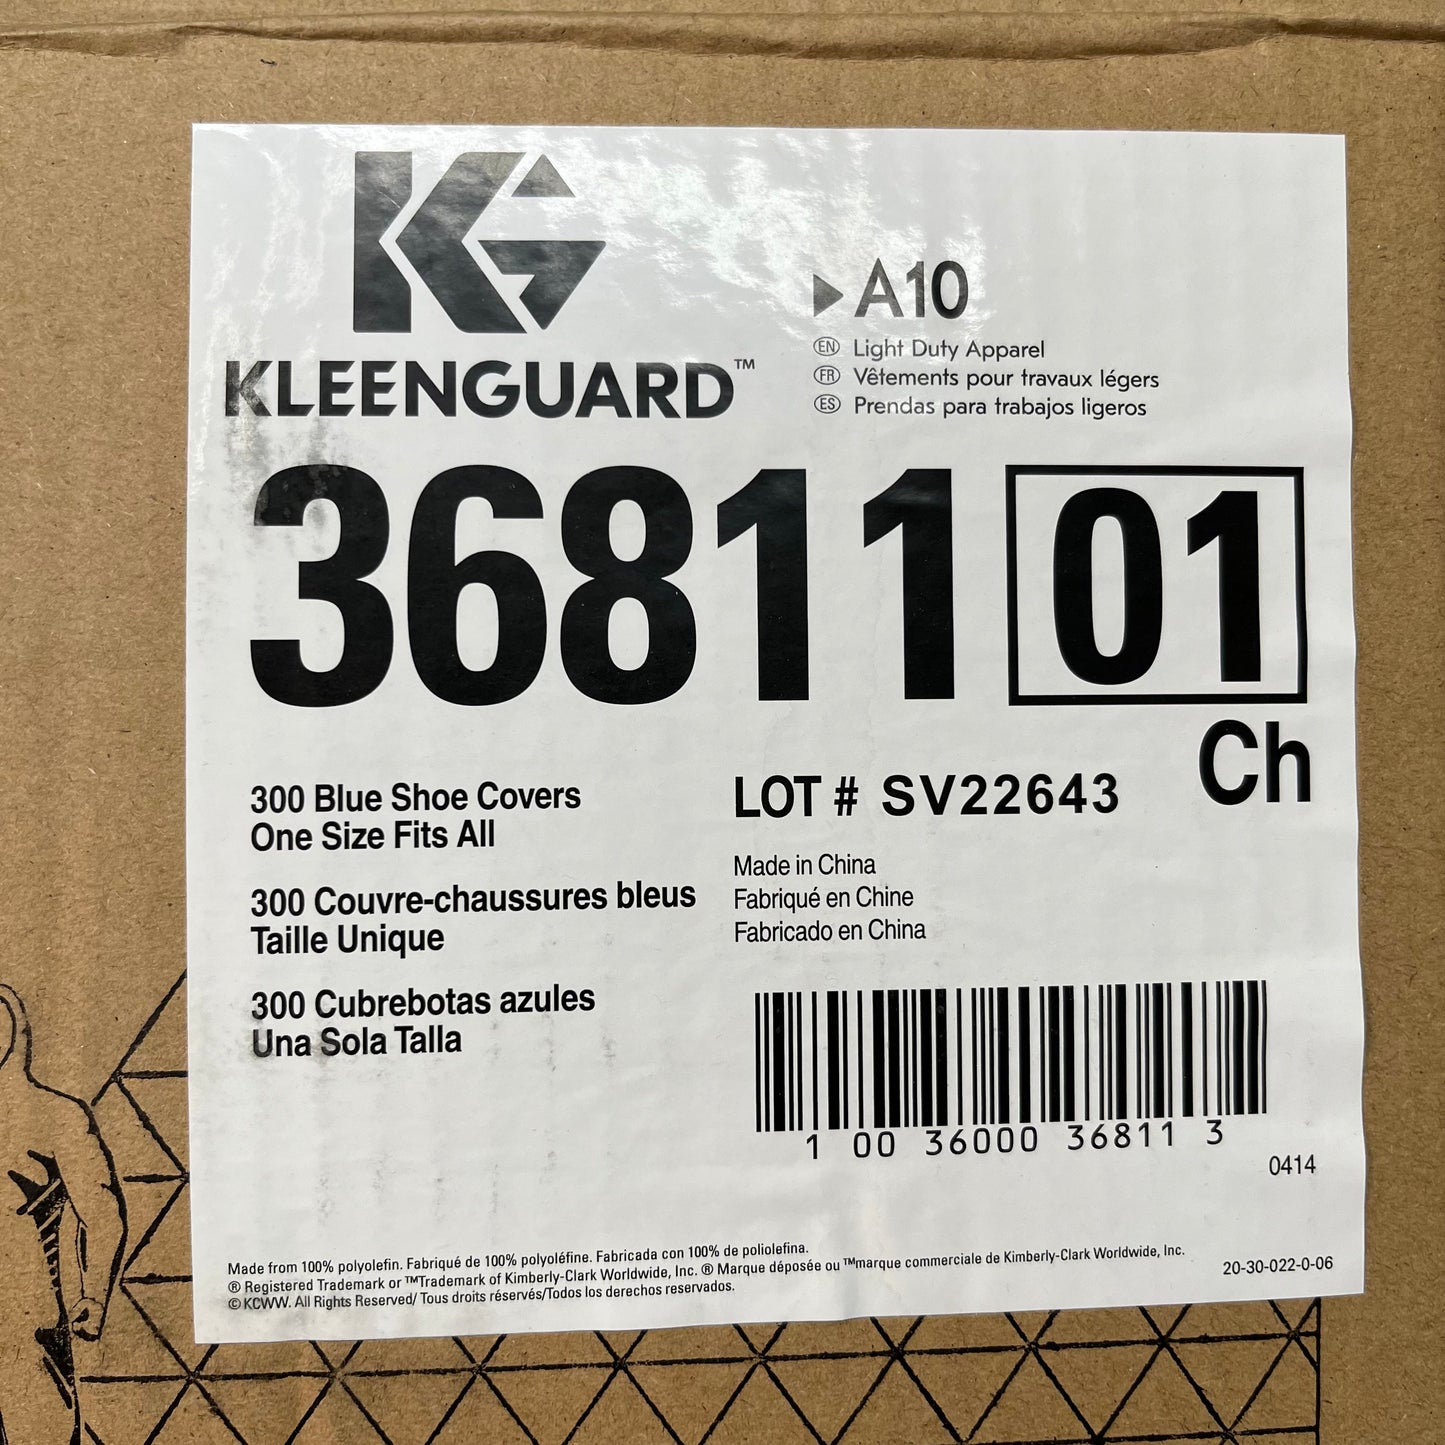 KLEENGUARD™
▶A10
EN Light Duty Apparel
FR Vêtements pour travaux légers
ES Prendas para trabajos ligeros
36811 01
Ch
300 Blue Shoe Covers
One Size Fits All
300 Couvre-chaussures bleus
Taille Unique
300 Cubrebotas azules
Una Sola Talla
LOT # SV22643
Made in China
Fabriqué en Chine
Fabricado en China
1 00 36000 36811 3
0414
Made from 100% polyolefin. Fabriqué de 100% polyoléfine. Fabricada con 100% de poliolefina.
® Registered Trademark or ™Trademark of Kimberly-Clark Worldwide, Inc. ® Marque déposée ou ™marque commerciale de Kimberly-Clark Worldwide, Inc.
© KCWW. All Rights Reserved/ Tous droits réservés/Todos los derechos reservados.
20-30-022-0-06